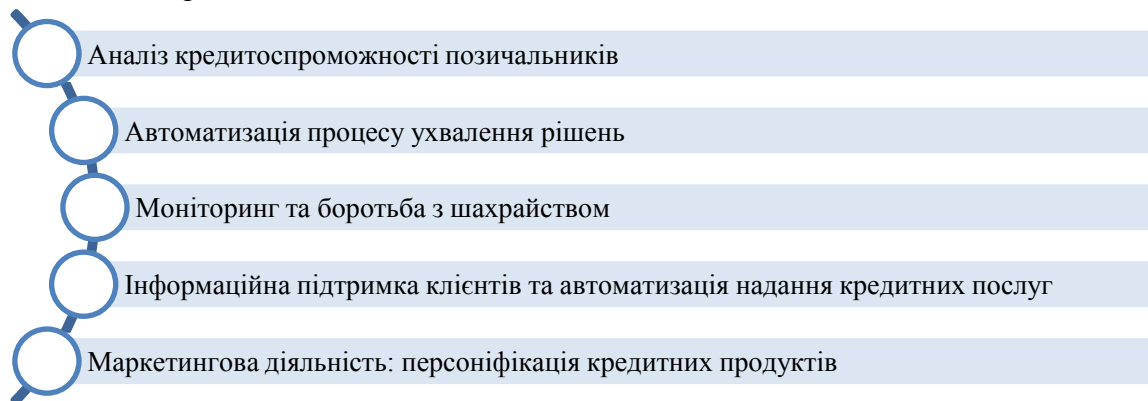 Аналіз кредитоспроможності позичальників
Автоматизація процесу ухвалення рішень
Моніторинг та боротьба з шахрайством
Інформаційна підтримка клієнтів та автоматизація надання кредитних послуг
Маркетингова діяльність: персоніфікація кредитних продуктів